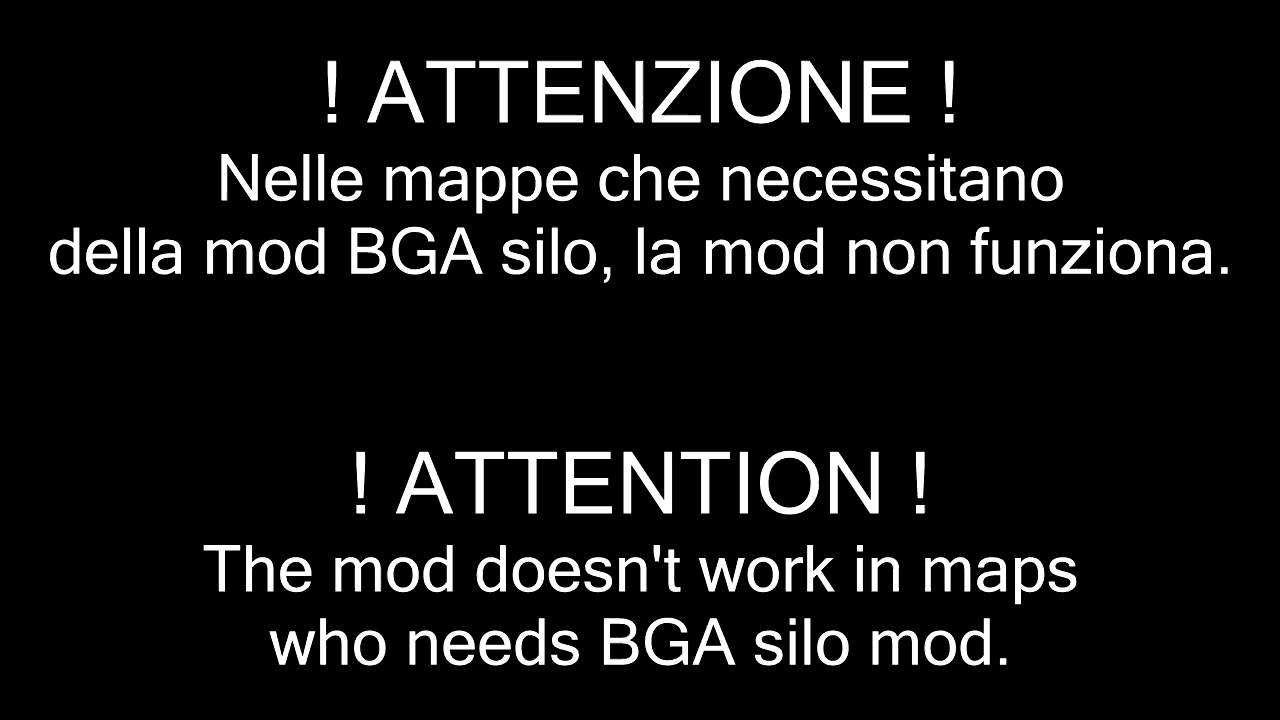 ! ATTENZIONE !
Nelle mappe che necessitano
della mod BGA silo, la mod non funziona.
! ATTENTION !
The mod doesn't work in maps
who needs BGA silo mod.